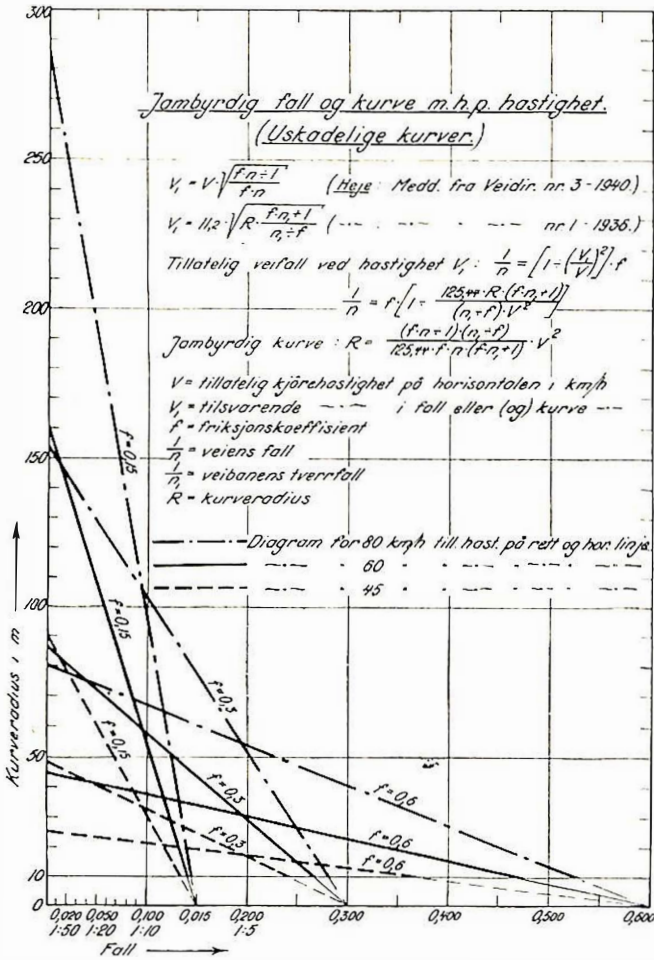 300
250
200
150
100
50
10
0
Kurveradius i m
Jambyrdig fall og kurve m.h.p. hastighet.
(Uskadelige kurver.)
V₁ = V·√(f·n÷1 / f·n) (Heje: Medd. fra Veidir. nr. 3-1940.)
V₁ = 11,2·√(R· f·n₁+1 / n₁÷f) (-·- · - · - nr 1 - 1936.)
Tillatelig veifall ved hastighet V₁: 1/n = [1÷(V₁/V)²]·f
1/n = f·[1÷ 125,44·R·(f·n₁+1) / (n₁÷f)·V²]
Jambyrdig kurve : R = (f·n÷1)·(n₁÷f) / 125,44·f·n·(f·n₁+1) · V²
V = tillatelig kjörehastighet på horisontalen i km/h
V₁ = tilsvarende -·- i fall eller (og) kurve -·-
f = friksjonskoeffisient
1/n = veiens fall
1/n₁ = veibanens tverrfall
R = kurveradius
Diagram for 80 km/h till. hast. på rett og hor. linje.
-·- 60 · - · - · -
-·- 45 · - · - · -
f=0,15
f=0,15
f=0,15
f=0,3
f=0,3
f=0,3
f=0,6
f=0,6
f=0,6
0,020 0,050 0,100 0,015 0,200 0,300 0,400 0,500 0,600
1:50 1:20 1:10 1:5
Fall